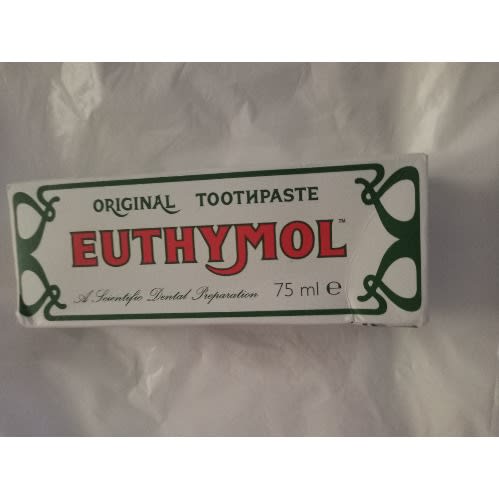 ORIGINAL TOOTHPASTE
EUTHYMOL™
A Scientific Dental Preparation 75 ml ℮